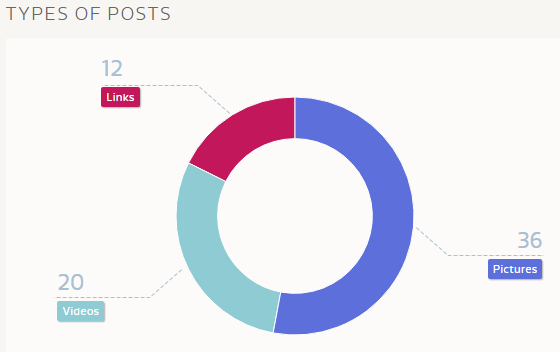 TYPES OF POSTS
12
Links
36
Pictures
20
Videos